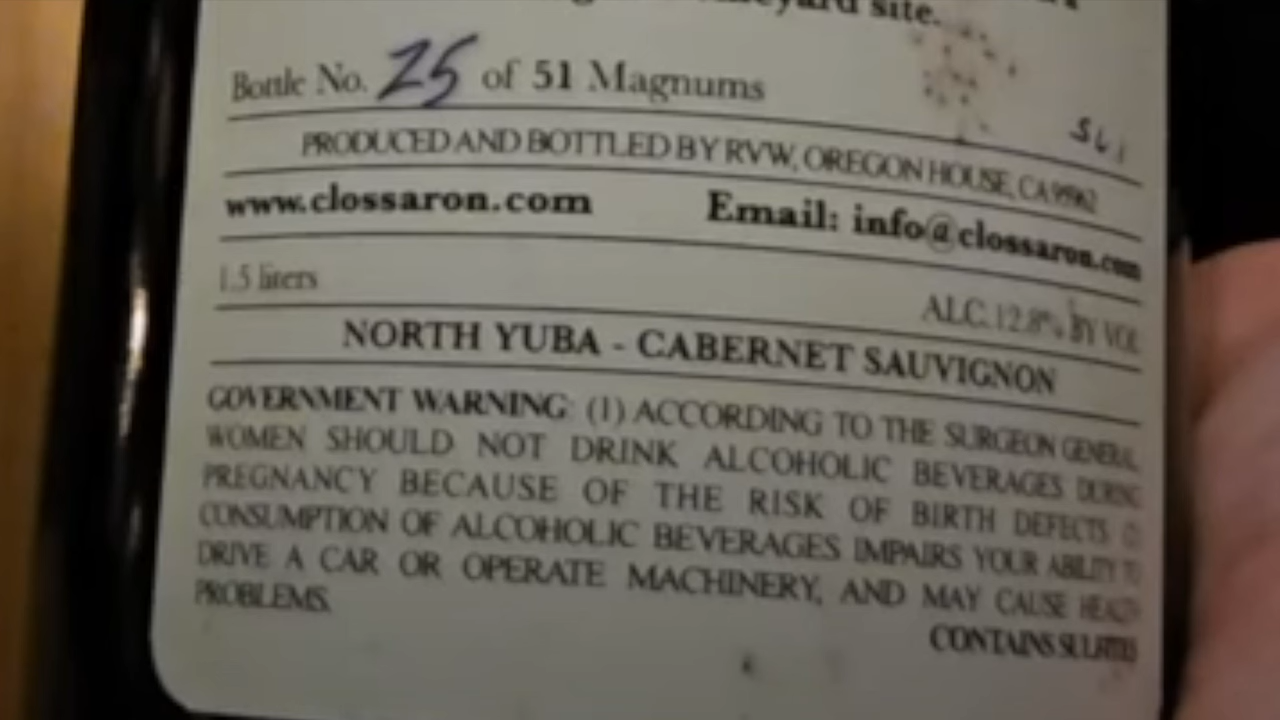 yard site.
Bottle No. 25 of 51 Magnums
PRODUCED AND BOTTLED BY RVW, OREGON HOUSE, CA
www.clossaron.com Email: info@clossaron.com
1.5 liters
ALC. 12.8% BY VOL
NORTH YUBA - CABERNET SAUVIGNON
GOVERNMENT WARNING: (1) ACCORDING TO THE SURGEON GENERAL,
WOMEN SHOULD NOT DRINK ALCOHOLIC BEVERAGES DURING
PREGNANCY BECAUSE OF THE RISK OF BIRTH DEFECTS (2)
CONSUMPTION OF ALCOHOLIC BEVERAGES IMPAIRS YOUR ABILITY TO
DRIVE A CAR OR OPERATE MACHINERY, AND MAY CAUSE HEALTH
PROBLEMS.
CONTAINS SULFITES